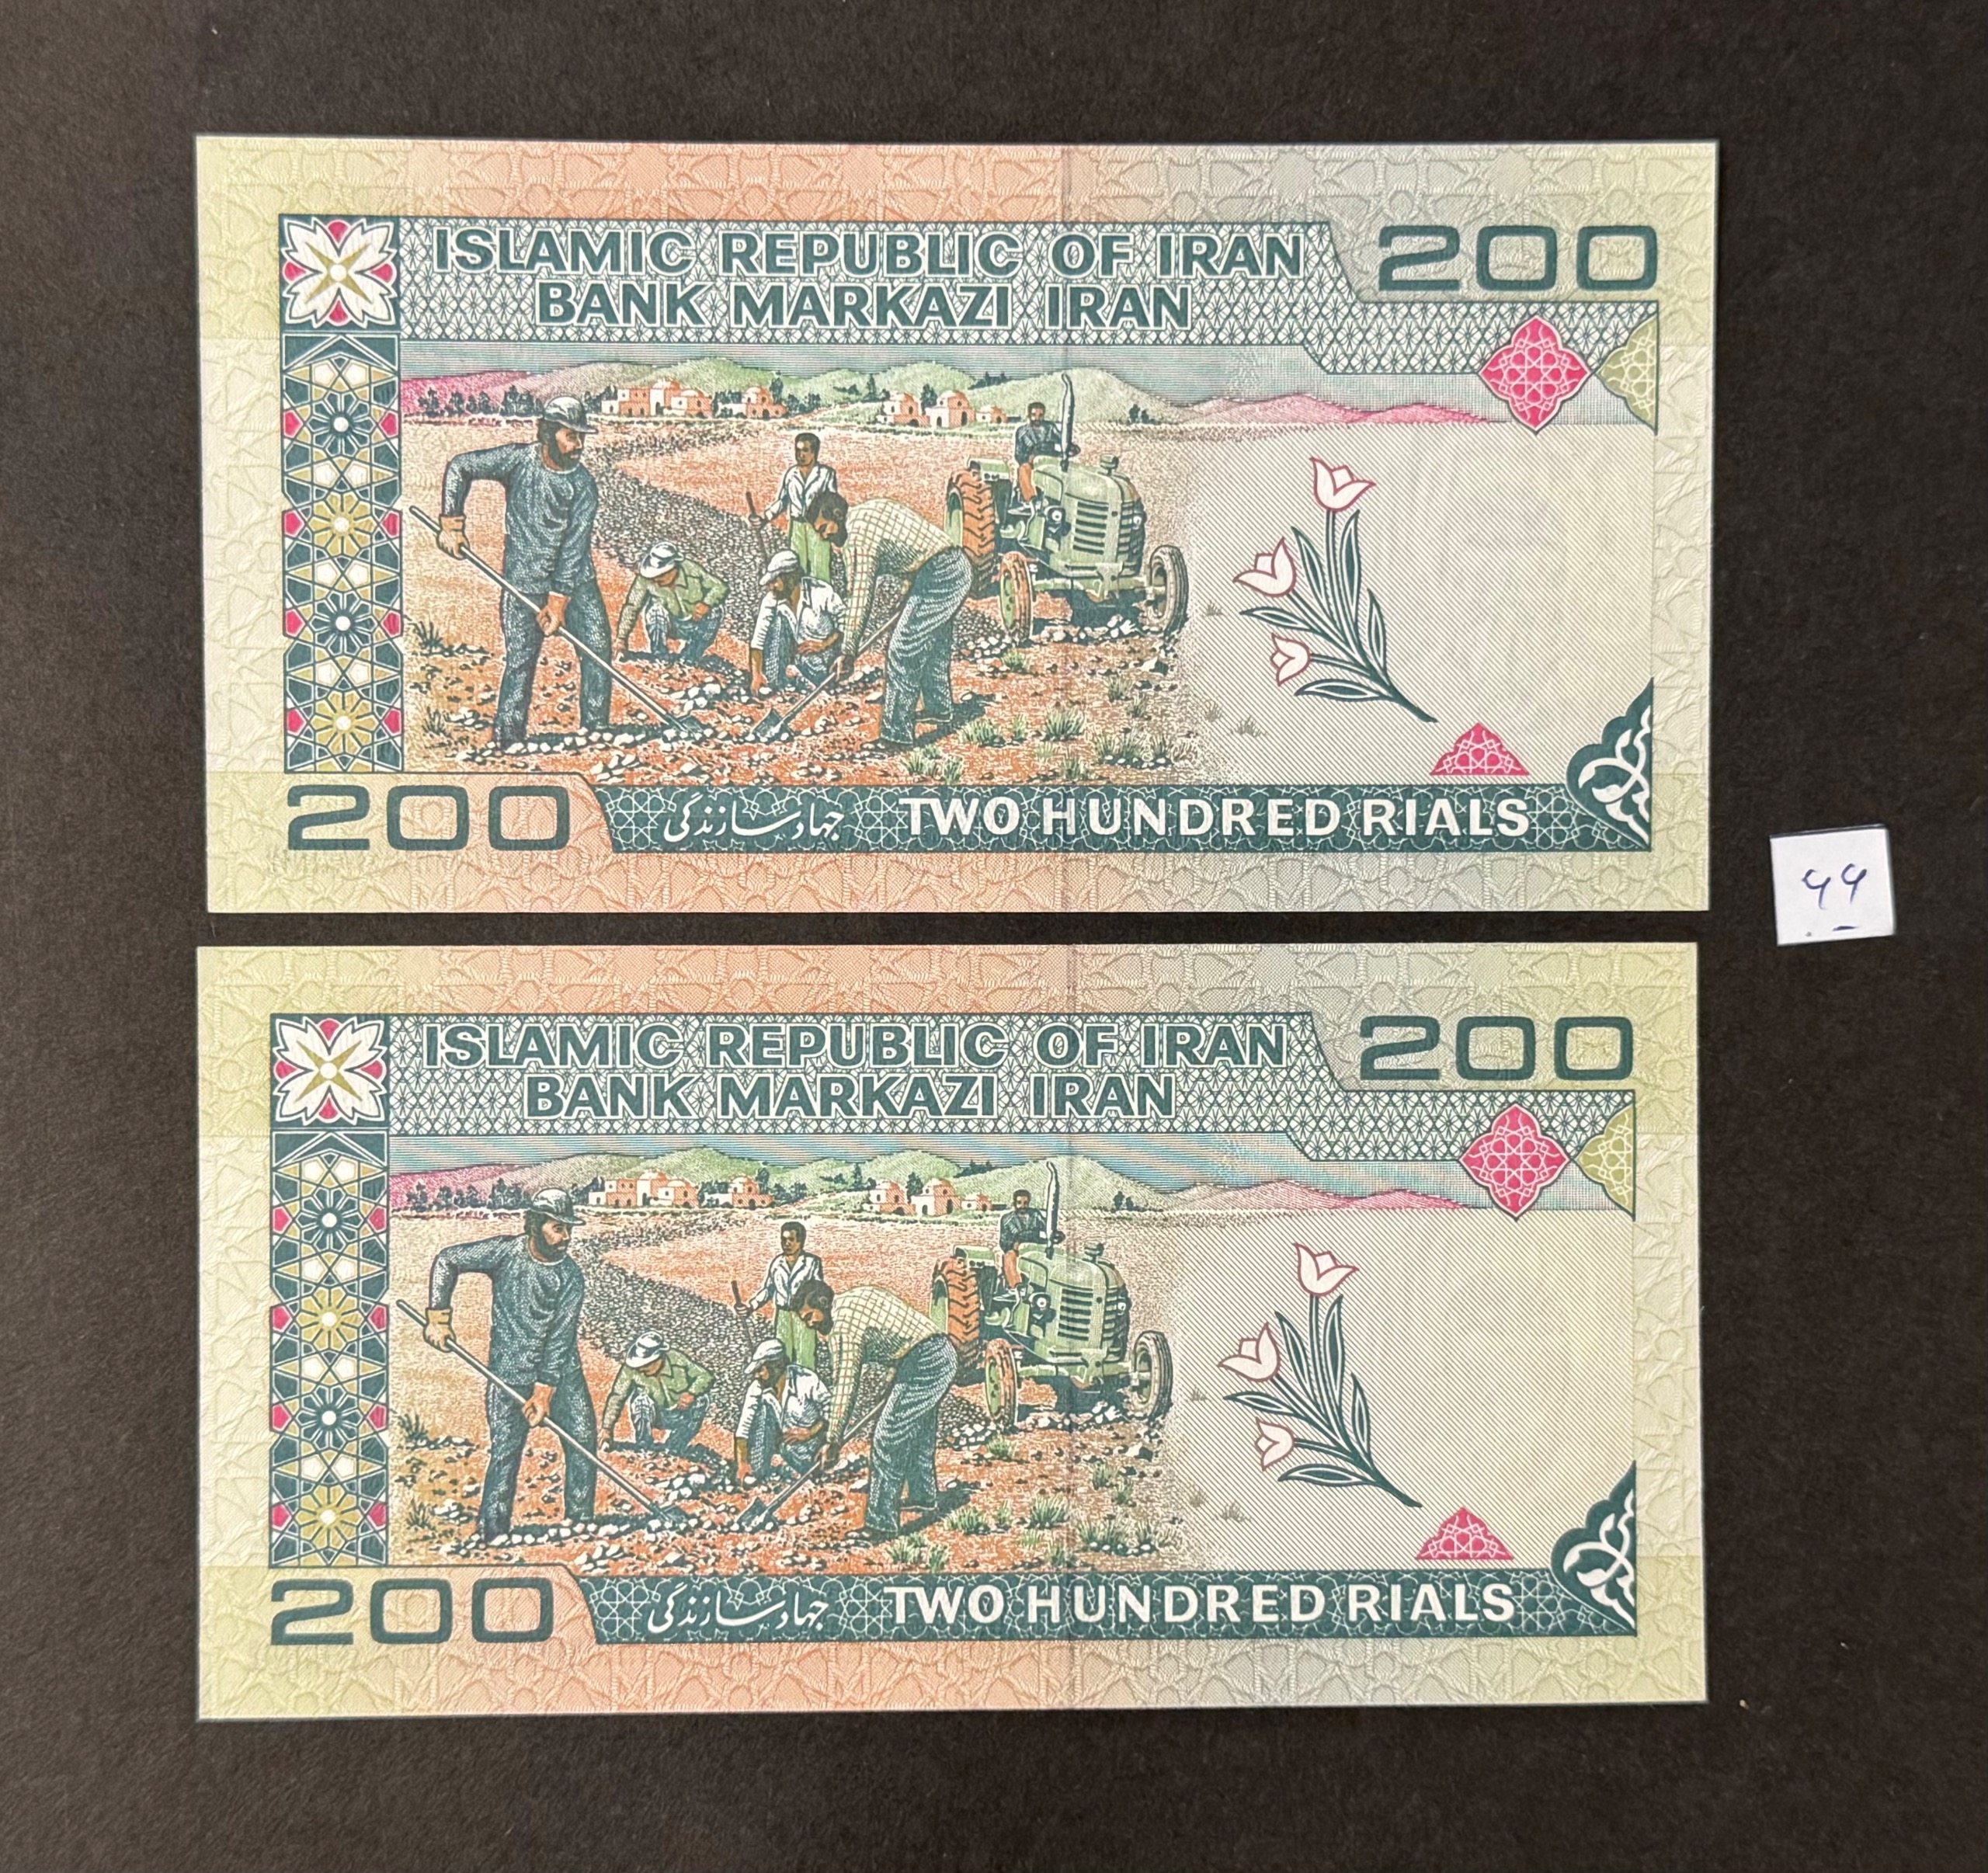 ISLAMIC REPUBLIC OF IRAN
200
BANK MARKAZI IRAN
200
جهاد سازندگی
TWO HUNDRED RIALS
ISLAMIC REPUBLIC OF IRAN
200
BANK MARKAZI IRAN
200
جهاد سازندگی
TWO HUNDRED RIALS